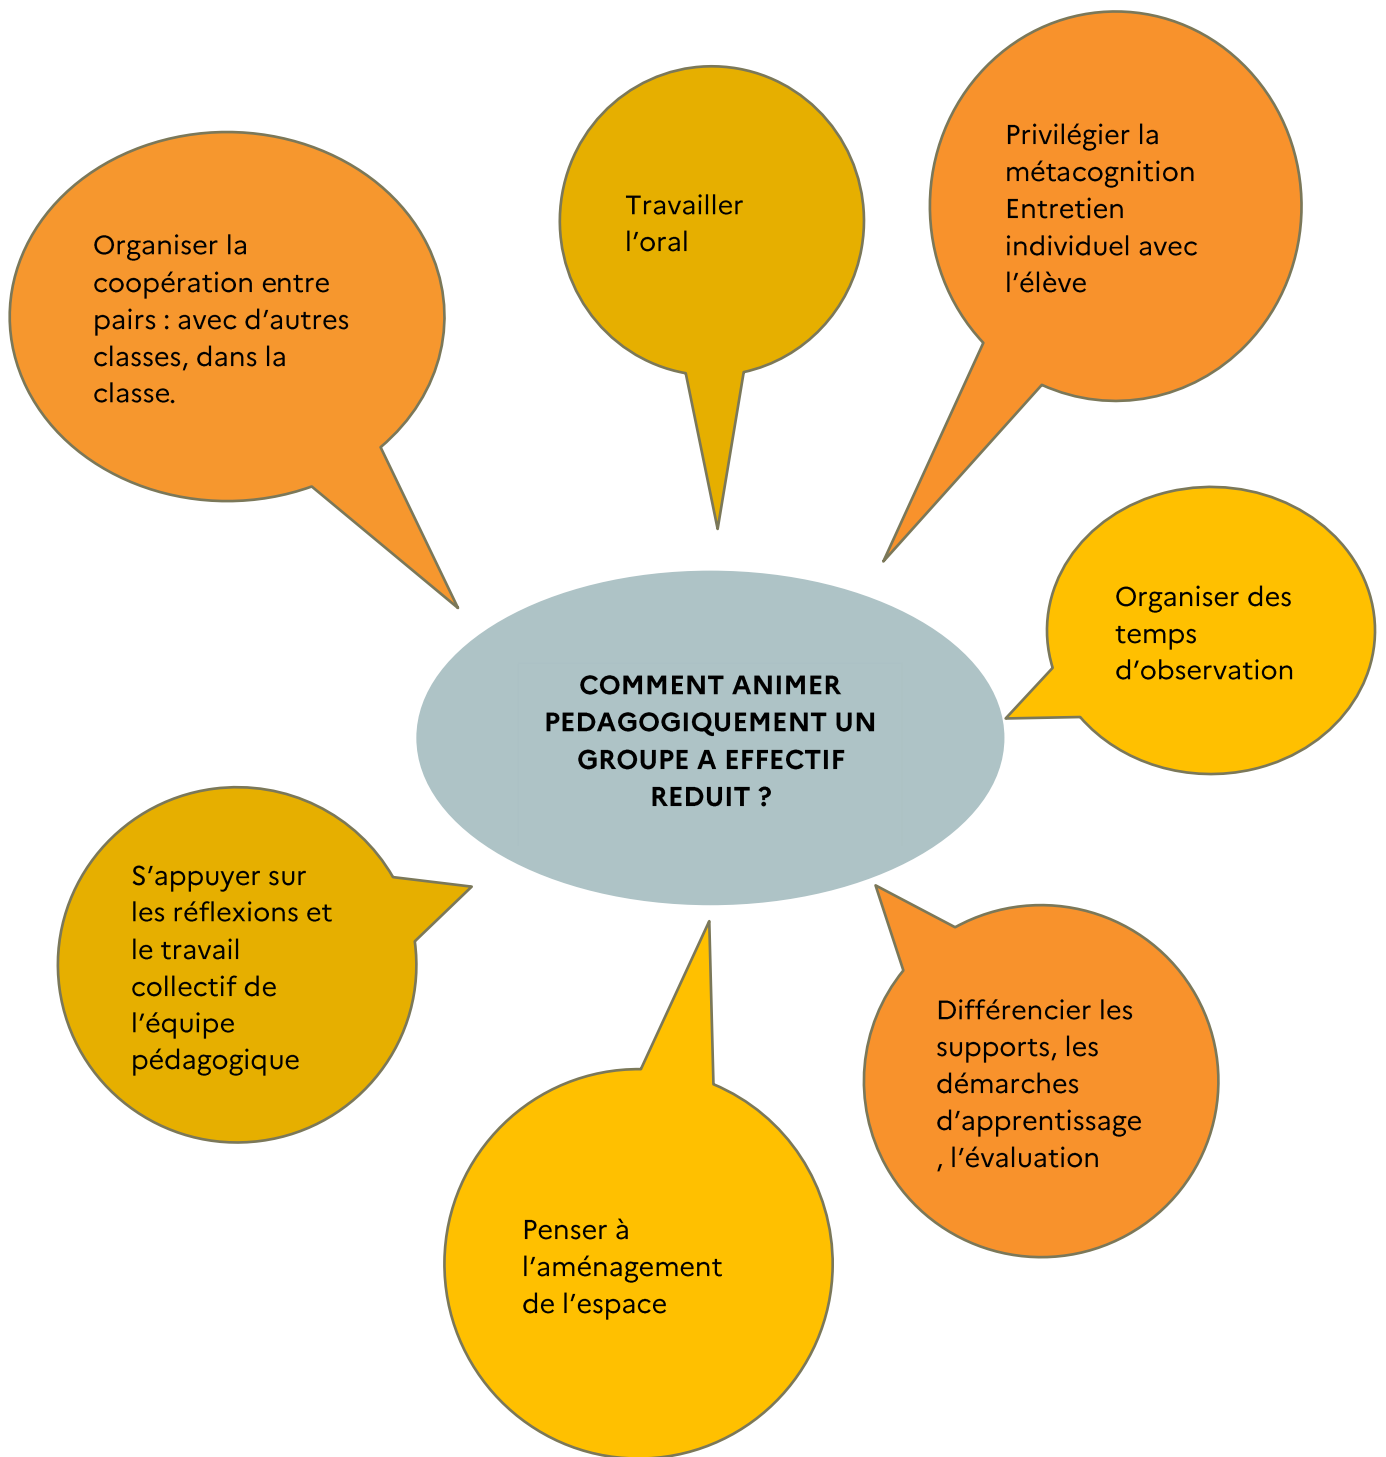 Travailler
l’oral
Privilégier la
métacognition
Entretien
individuel avec
l’élève
Organiser la
coopération entre
pairs : avec d’autres
classes, dans la
classe.
Organiser des
temps
d’observation
COMMENT ANIMER
PEDAGOGIQUEMENT UN
GROUPE A EFFECTIF
REDUIT ?
S’appuyer sur
les réflexions et
le travail
collectif de
l’équipe
pédagogique
Différencier les
supports, les
démarches
d’apprentissage
, l’évaluation
Penser à
l’aménagement
de l’espace